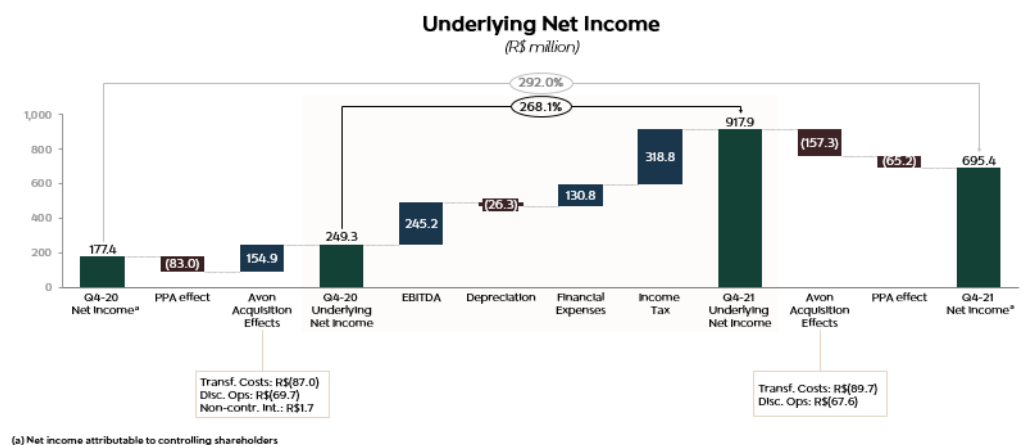 Underlying Net Income
(R$ million)
292.0%
268.1%
1,000
800
600
400
200
0
177.4
(83.0)
154.9
249.3
245.2
(26.3)
130.8
318.8
917.9
(157.3)
(65.2)
695.4
Q4-20
Net Incomeª
PPA effect
Avon
Acquisition
Effects
Q4-20
Underlying
Net Income
EBITDA
Depreciation
Financial
Expenses
Income
Tax
Q4-21
Underlying
Net Income
Avon
Acquisition
Effects
PPA effect
Q4-21
Net Incomeª
Transf. Costs: R$(87.0)
Disc. Ops: R$(69.7)
Non-contr. Int.: R$1.7
Transf. Costs: R$(89.7)
Disc. Ops: R$(67.6)
(a) Net income attributable to controlling shareholders